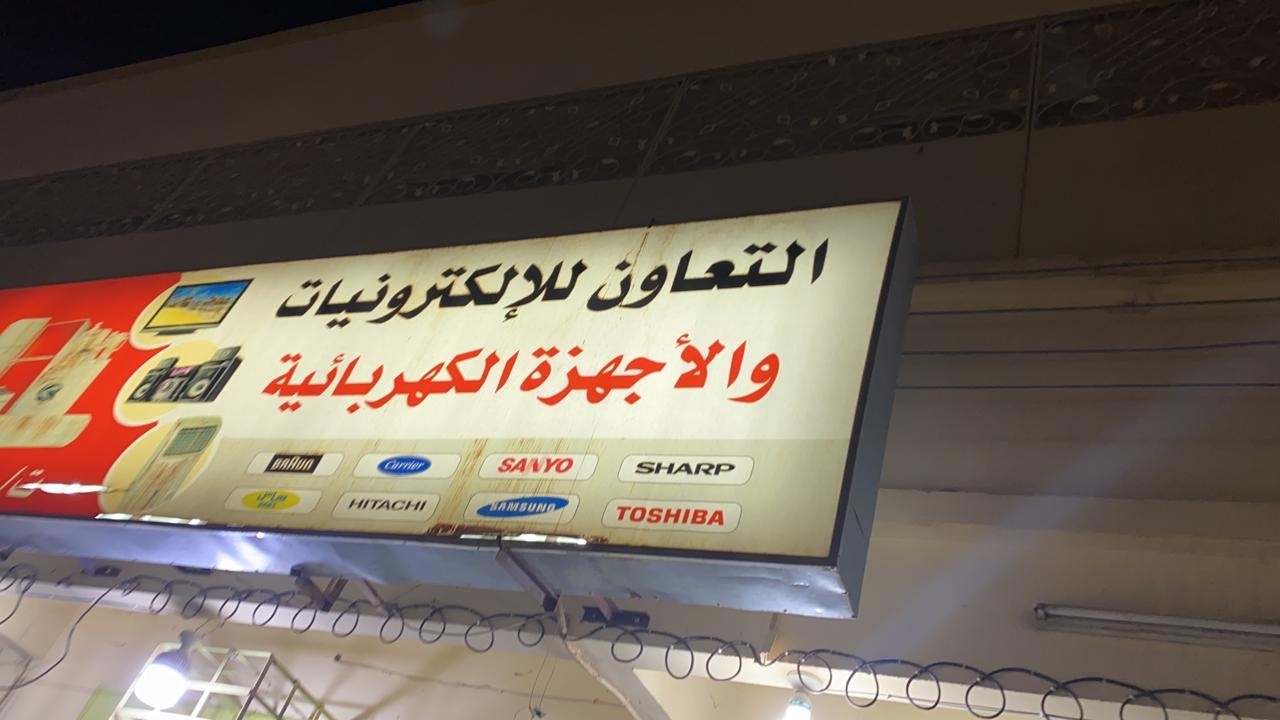 التعاون للإلكترونيات
والأجهزة الكهربائية
BRAUN Carrier SANYO SHARP
HITACHI SAMSUNG TOSHIBA